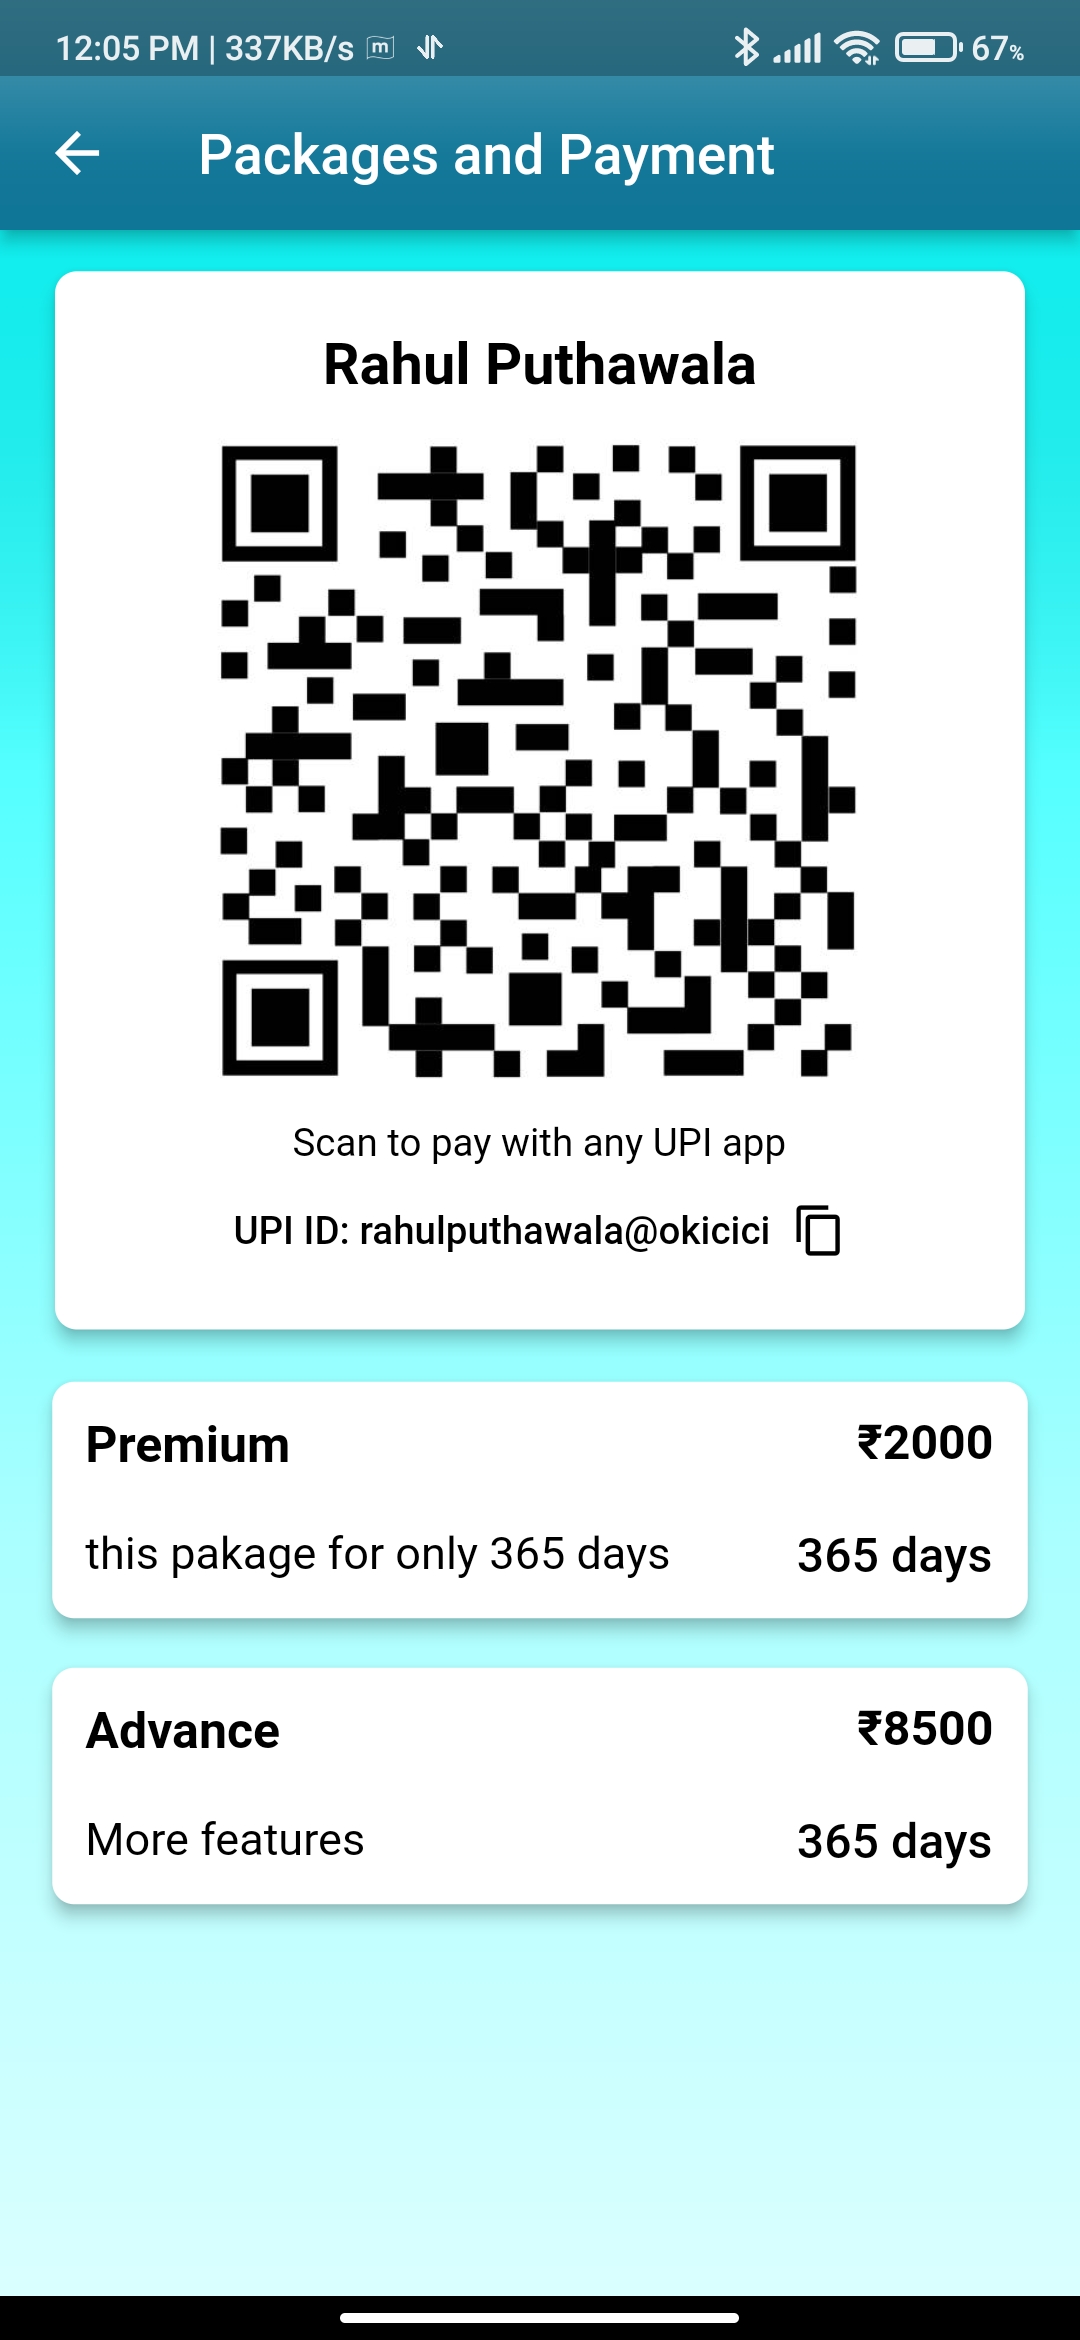 12:05 PM | 337KB/s m 67%
Packages and Payment
Rahul Puthawala
Scan to pay with any UPI app
UPI ID: rahulputhawala@okicici
Premium ₹2000
this pakage for only 365 days 365 days
Advance ₹8500
More features 365 days